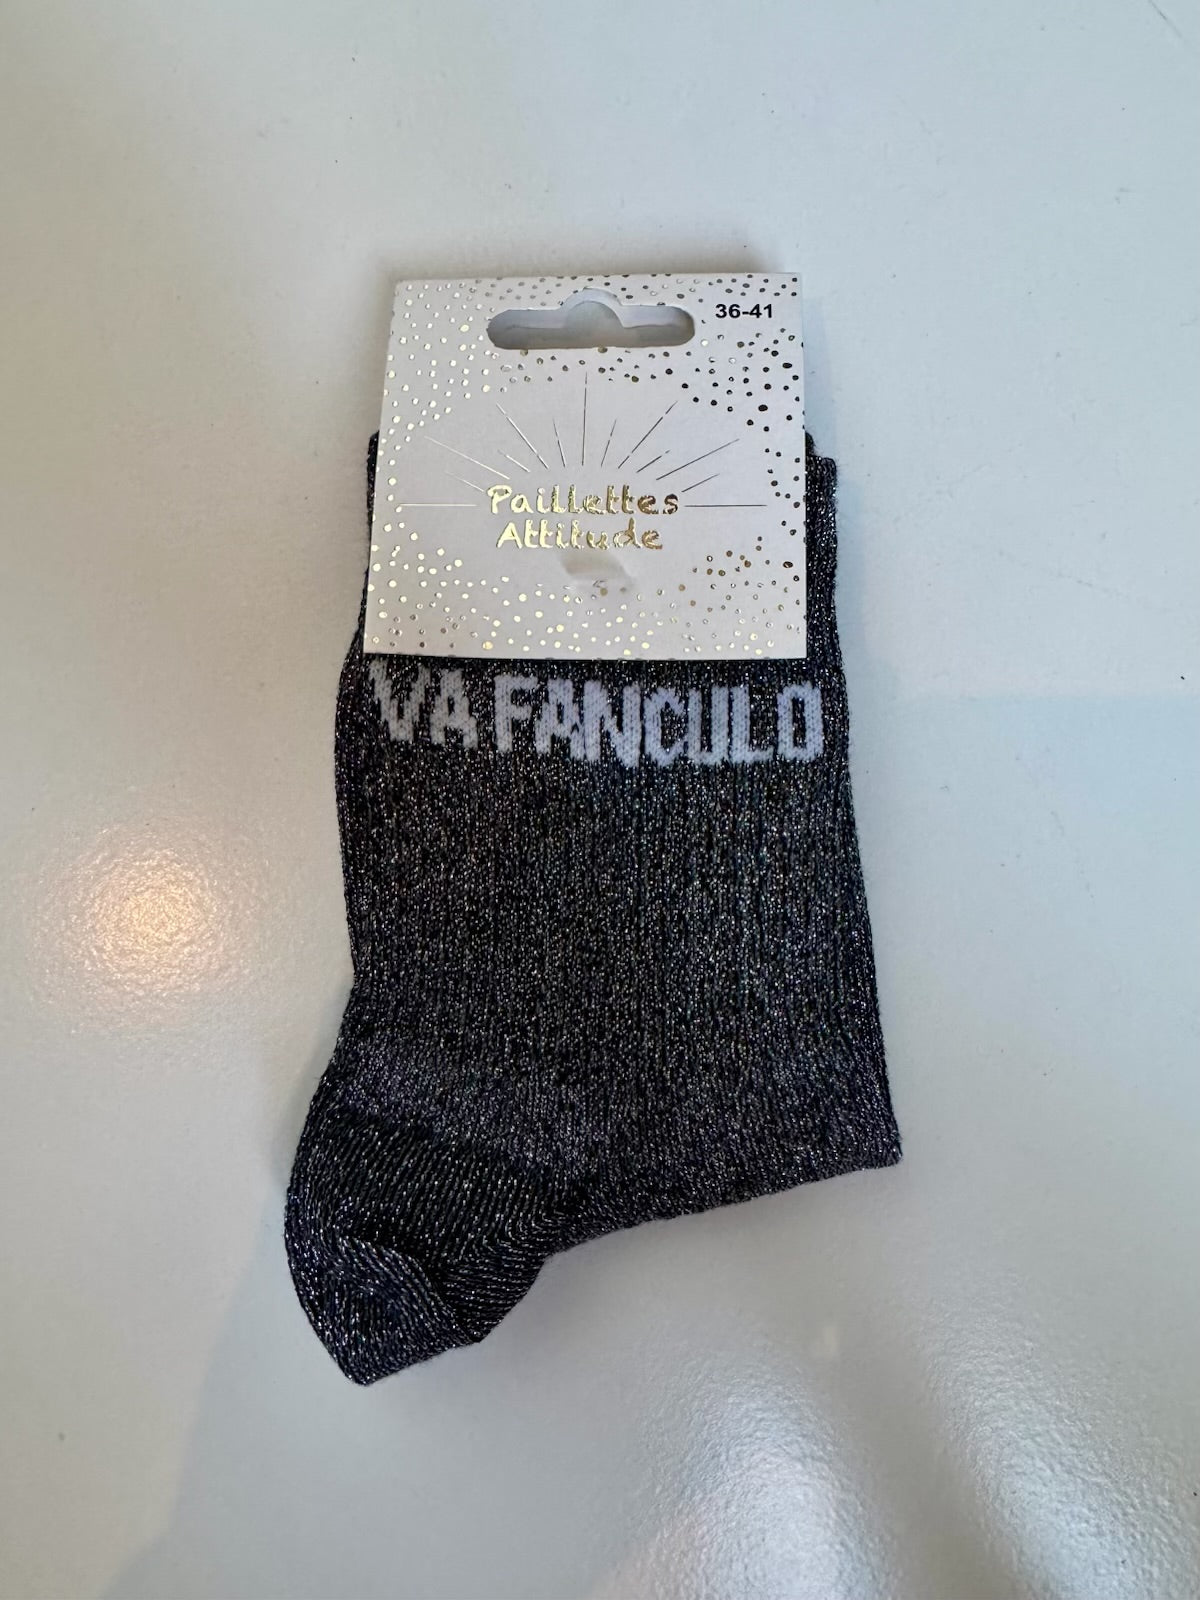 36-41
Paillettes
Attitude
VA FANCULO